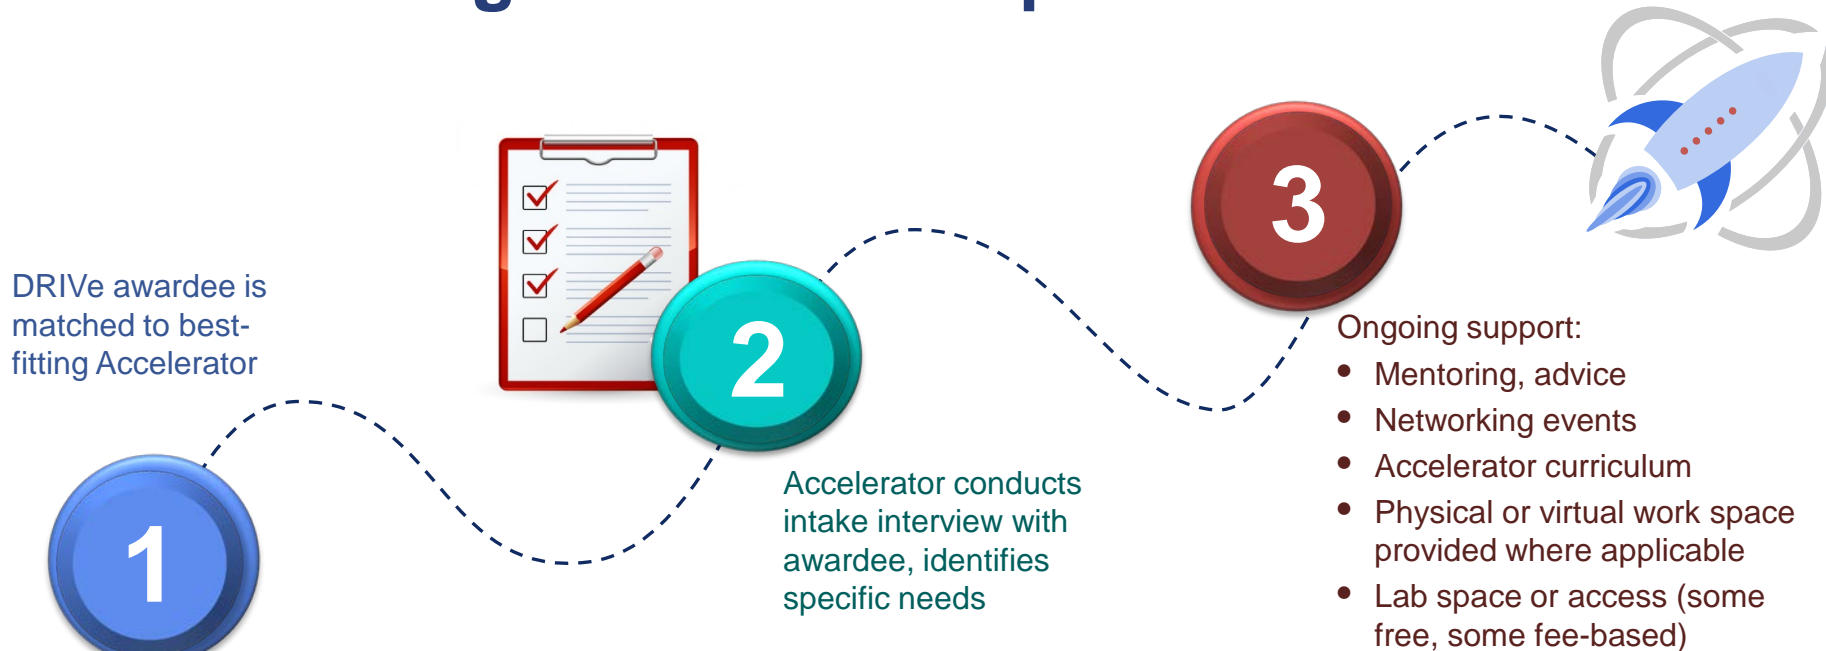 1
DRIVe awardee is
matched to best-
fitting Accelerator
2
Accelerator conducts
intake interview with
awardee, identifies
specific needs
3
Ongoing support:
• Mentoring, advice
• Networking events
• Accelerator curriculum
• Physical or virtual work space
provided where applicable
• Lab space or access (some
free, some fee-based)